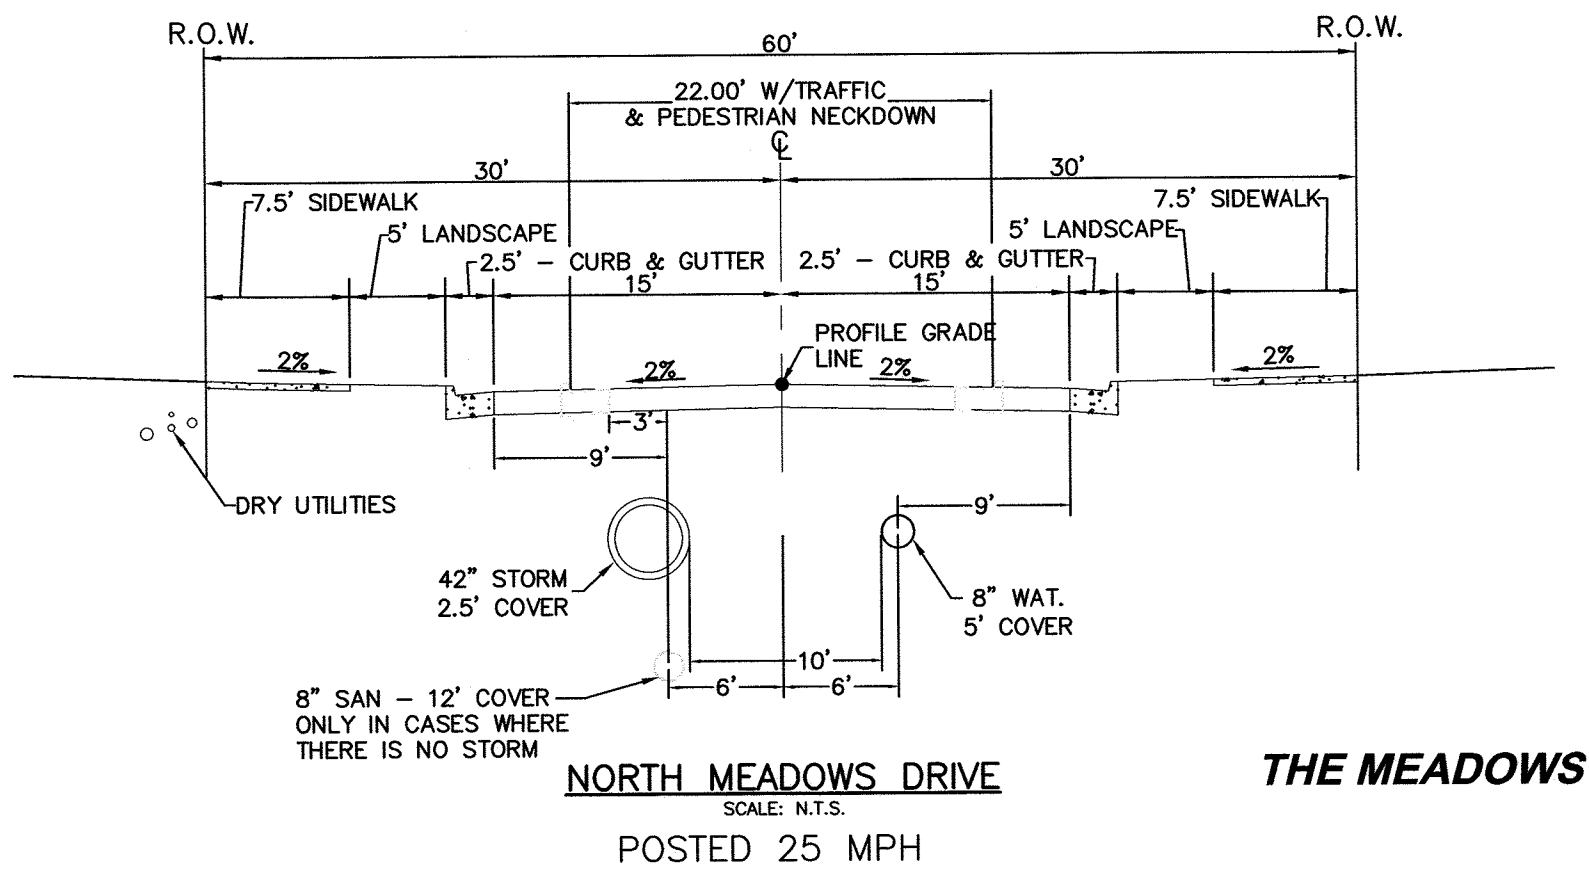 R.O.W.
R.O.W.
60'
22.00' W/TRAFFIC
& PEDESTRIAN NECKDOWN
CL
30'
30'
7.5' SIDEWALK
7.5' SIDEWALK
5' LANDSCAPE
5' LANDSCAPE
2.5' - CURB & GUTTER
2.5' - CURB & GUTTER
15'
15'
PROFILE GRADE
LINE
2%
2%
2%
2%
3'
9'
9'
DRY UTILITIES
42" STORM
2.5' COVER
8" WAT.
5' COVER
10'
6'
6'
8" SAN - 12' COVER
ONLY IN CASES WHERE
THERE IS NO STORM
NORTH MEADOWS DRIVE
SCALE: N.T.S.
POSTED 25 MPH
THE MEADOWS